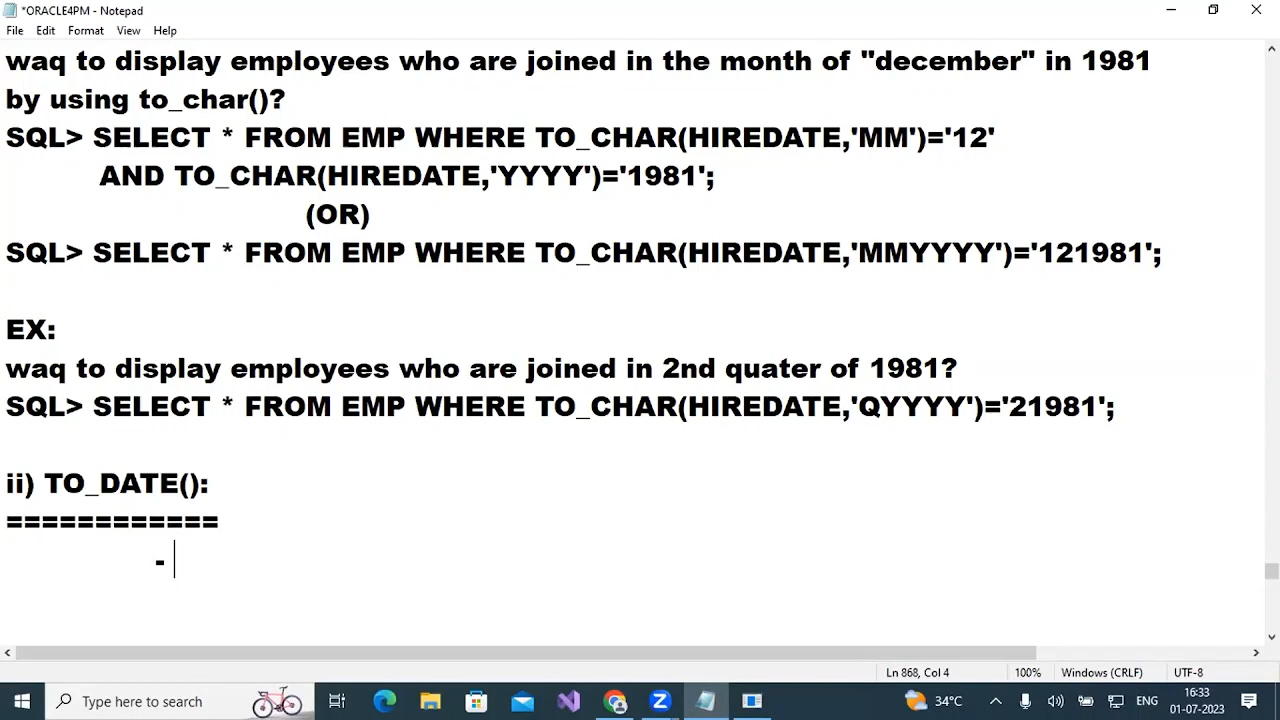 *ORACLE4PM - Notepad
File Edit Format View Help
waq to display employees who are joined in the month of "december" in 1981
by using to_char()?
SQL> SELECT * FROM EMP WHERE TO_CHAR(HIREDATE,'MM')='12'
AND TO_CHAR(HIREDATE,'YYYY')='1981';
(OR)
SQL> SELECT * FROM EMP WHERE TO_CHAR(HIREDATE,'MMYYYY')='121981';
EX:
waq to display employees who are joined in 2nd quater of 1981?
SQL> SELECT * FROM EMP WHERE TO_CHAR(HIREDATE,'QYYYY')='21981';
ii) TO_DATE():
============
-
Ln 868, Col 4 100% Windows (CRLF) UTF-8
Type here to search 34°C ENG 16:33
01-07-2023